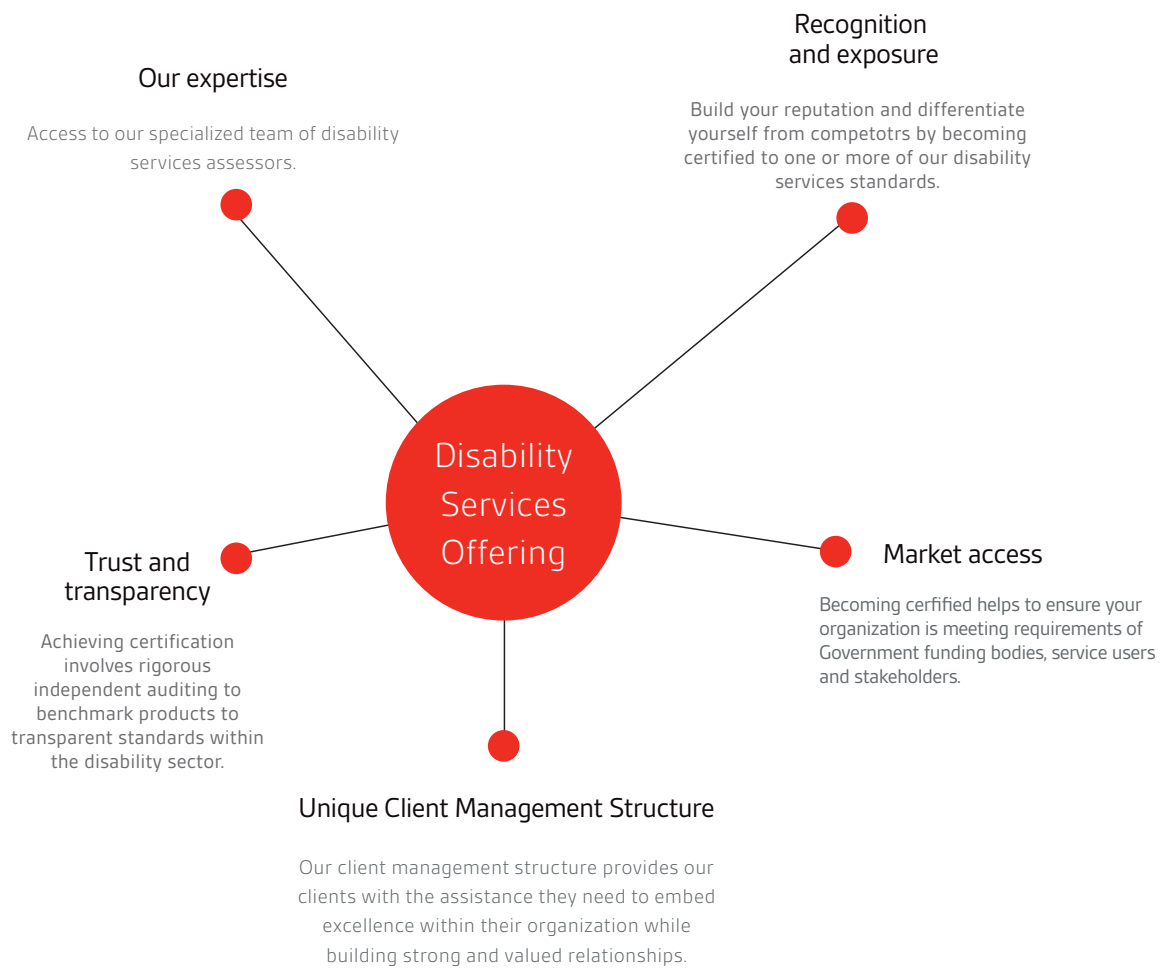 Our expertise
Access to our specialized team of disability
services assessors.
Recognition
and exposure
Build your reputation and differentiate
yourself from competotrs by becoming
certified to one or more of our disability
services standards.
Disability
Services
Offering
Trust and
transparency
Achieving certification
involves rigorous
independent auditing to
benchmark products to
transparent standards within
the disability sector.
Market access
Becoming cerfified helps to ensure your
organization is meeting requirements of
Government funding bodies, service users
and stakeholders.
Unique Client Management Structure
Our client management structure provides our
clients with the assistance they need to embed
excellence within their organization while
building strong and valued relationships.